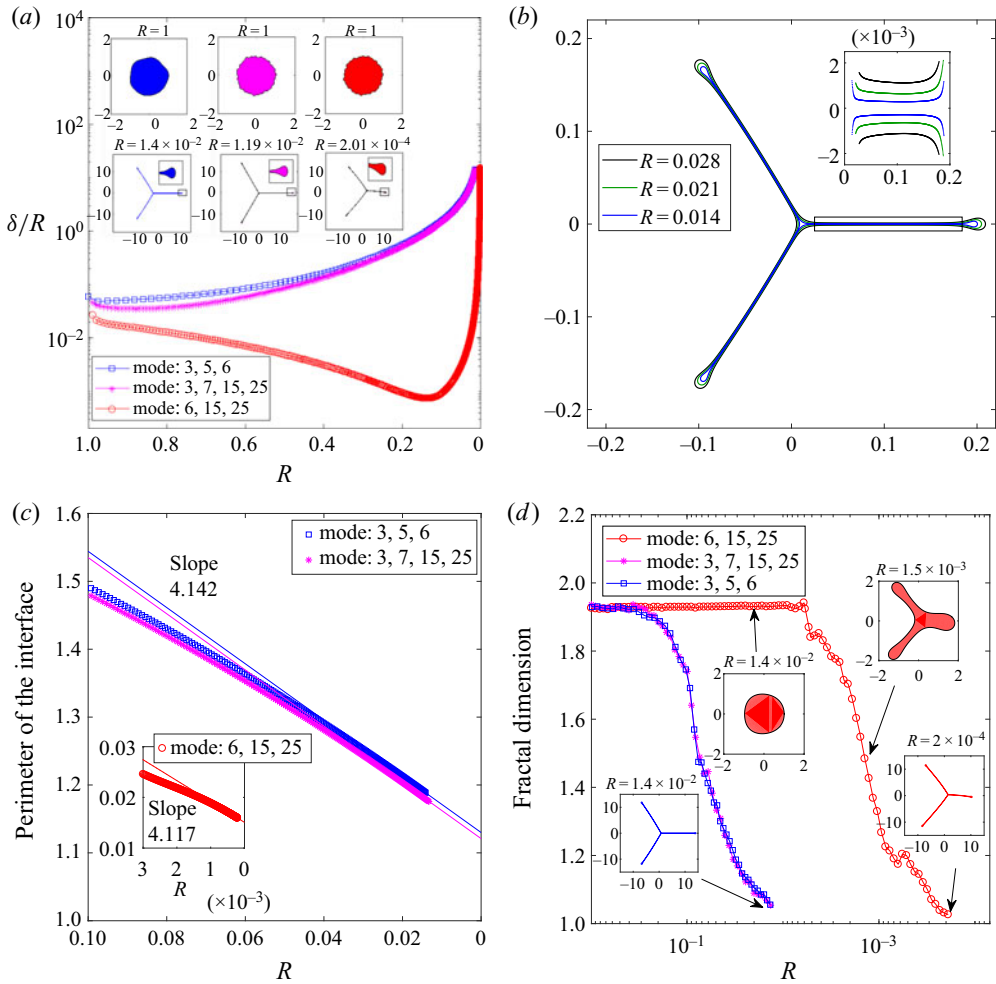 (a)
10⁴
10²
10⁰
10⁻²
δ/R
R = 1
R = 1
R = 1
2
0
−2
2
0
−2
2
0
−2
2
0
2
2
0
2
2
0
2
R = 1.4 × 10⁻²
R = 1.19 × 10⁻²
R = 2.01 × 10⁻⁴
10
0
−10
10
0
−10
10
0
−10
−10 0 10
−10 0 10
−10 0 10
mode: 3, 5, 6
mode: 3, 7, 15, 25
mode: 6, 15, 25
1.0 0.8 0.6 0.4 0.2 0
R
(b)
0.2
0.1
0
−0.1
−0.2
(×10⁻³)
2
0
−2
0 0.1 0.2
R = 0.028
R = 0.021
R = 0.014
−0.2 −0.1 0 0.1 0.2
(c)
1.6
1.5
1.4
1.3
1.2
1.1
1.0
Perimeter of the interface
mode: 3, 5, 6
mode: 3, 7, 15, 25
Slope
4.142
0.03
0.02
0.01
mode: 6, 15, 25
Slope
4.117
3 2 1 0
R
(×10⁻³)
0.10 0.08 0.06 0.04 0.02 0
R
(d)
2.2
2.0
1.8
1.6
1.4
1.2
1.0
Fractal dimension
mode: 6, 15, 25
mode: 3, 7, 15, 25
mode: 3, 5, 6
R = 1.5 × 10⁻³
2
0
−2
−2 0 2
R = 1.4 × 10⁻²
2
0
−2
−2 0 2
R = 2 × 10⁻⁴
10
0
−10
−10 0 10
R = 1.4 × 10⁻²
10
0
−10
−10 0 10
10⁻¹ 10⁻³
R